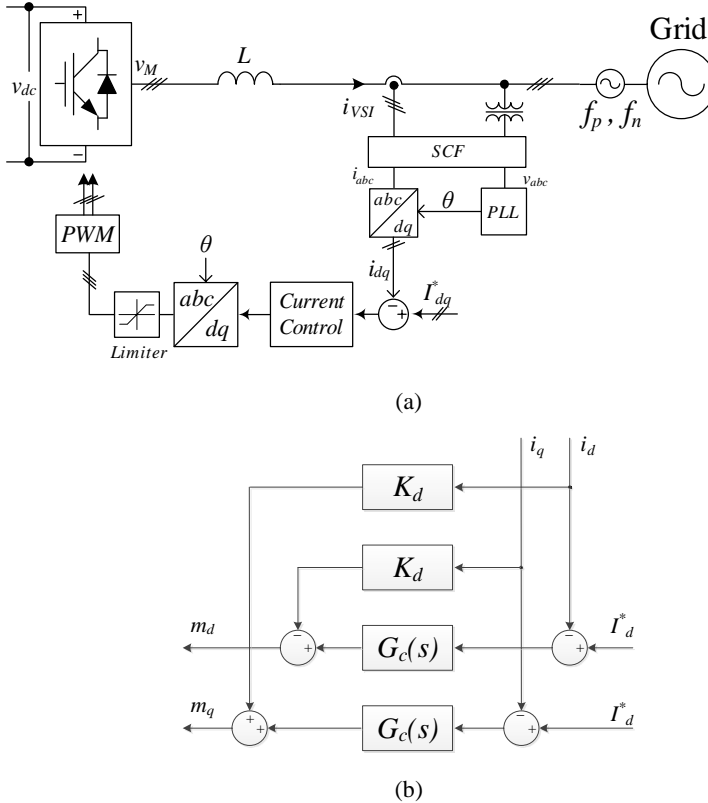 Grid
+
v_dc
v_M
L
i_VSI
f_p , f_n
−
SCF
i_abc
v_abc
abc
dq
θ
PLL
PWM
θ
i_dq
abc
dq
Current
Control
−
+
I*_dq
Limiter
(a)
i_q
i_d
K_d
K_d
m_d
−
+
G_c(s)
−
+
I*_d
m_q
+
+
G_c(s)
−
+
I*_d
(b)